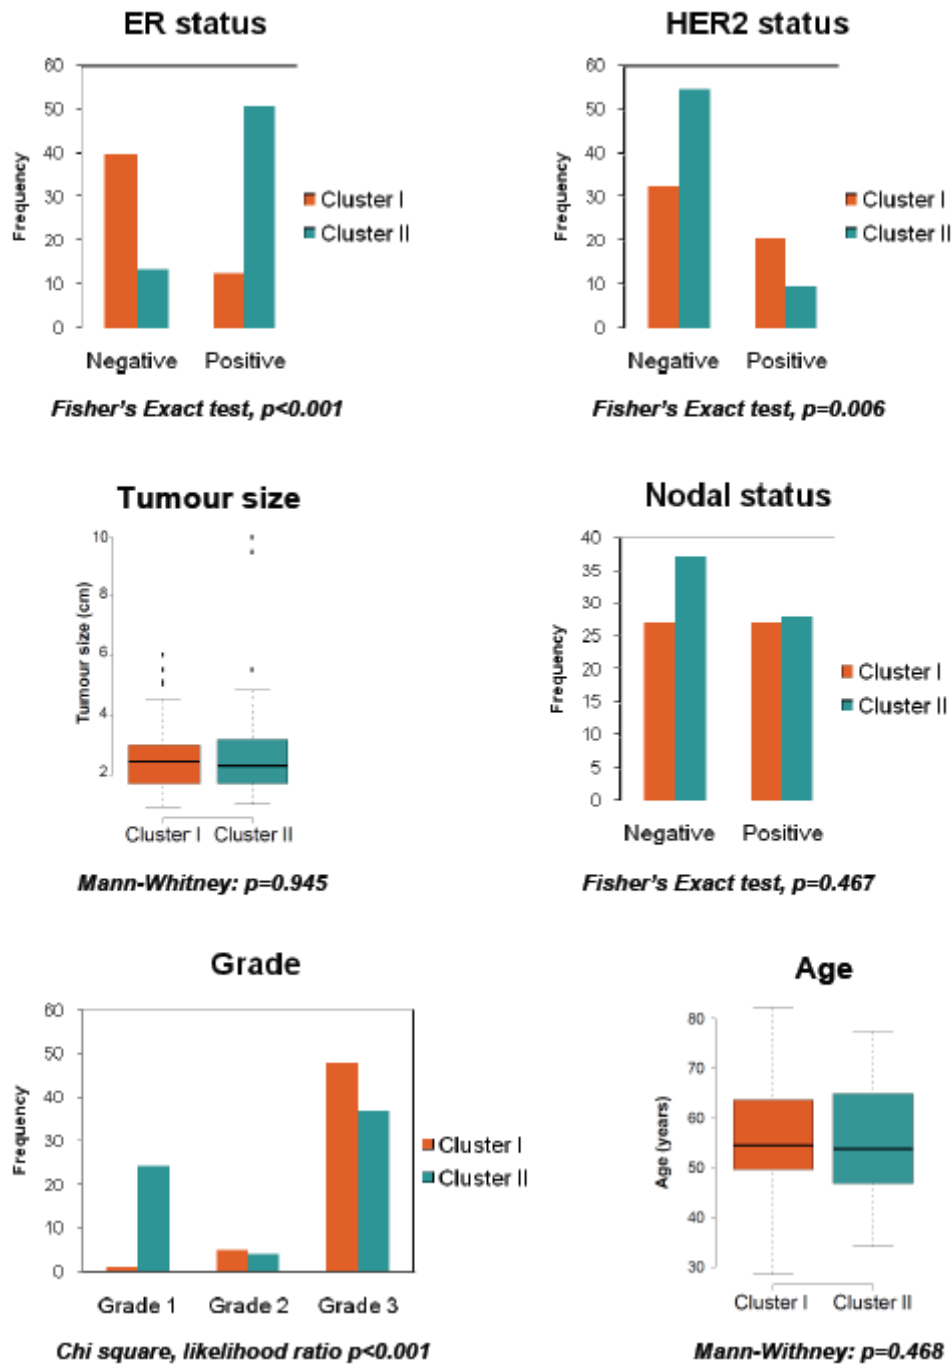 ER status
60
50
40
30
20
10
0
Frequency
Negative Positive
Cluster I
Cluster II
Fisher's Exact test, p<0.001
HER2 status
60
50
40
30
20
10
0
Frequency
Negative Positive
Cluster I
Cluster II
Fisher's Exact test, p=0.006
Tumour size
10
8
6
4
2
Tumour size (cm)
Cluster I Cluster II
Mann-Whitney: p=0.945
Nodal status
40
35
30
25
20
15
10
5
0
Frequency
Negative Positive
Cluster I
Cluster II
Fisher's Exact test, p=0.467
Grade
60
50
40
30
20
10
0
Frequency
Grade 1 Grade 2 Grade 3
Cluster I
Cluster II
Chi square, likelihood ratio p<0.001
Age
80
70
60
50
40
30
Age (years)
Cluster I Cluster II
Mann-Withney: p=0.468